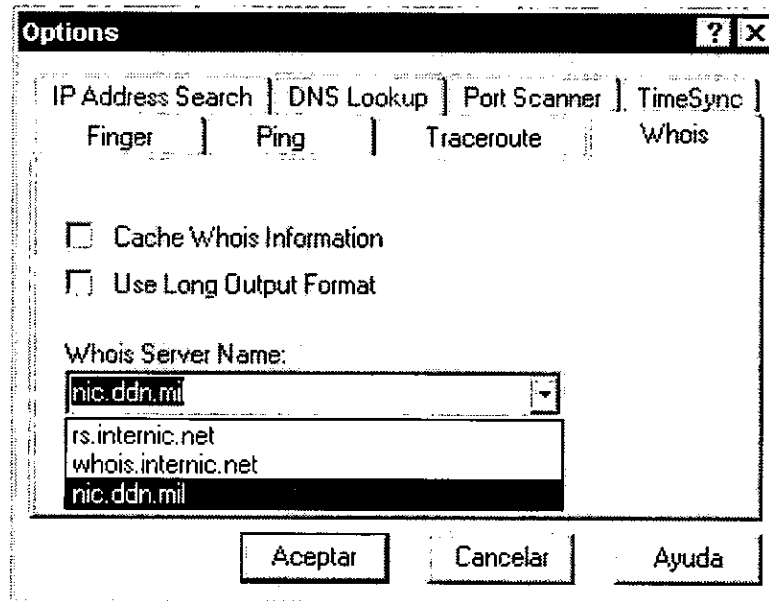 Options ? X
IP Address Search DNS Lookup Port Scanner TimeSync
Finger Ping Traceroute Whois
Cache Whois Information
Use Long Output Format
Whois Server Name:
nic.ddn.mil
rs.internic.net
whois.internic.net
nic.ddn.mil
Aceptar Cancelar Ayuda